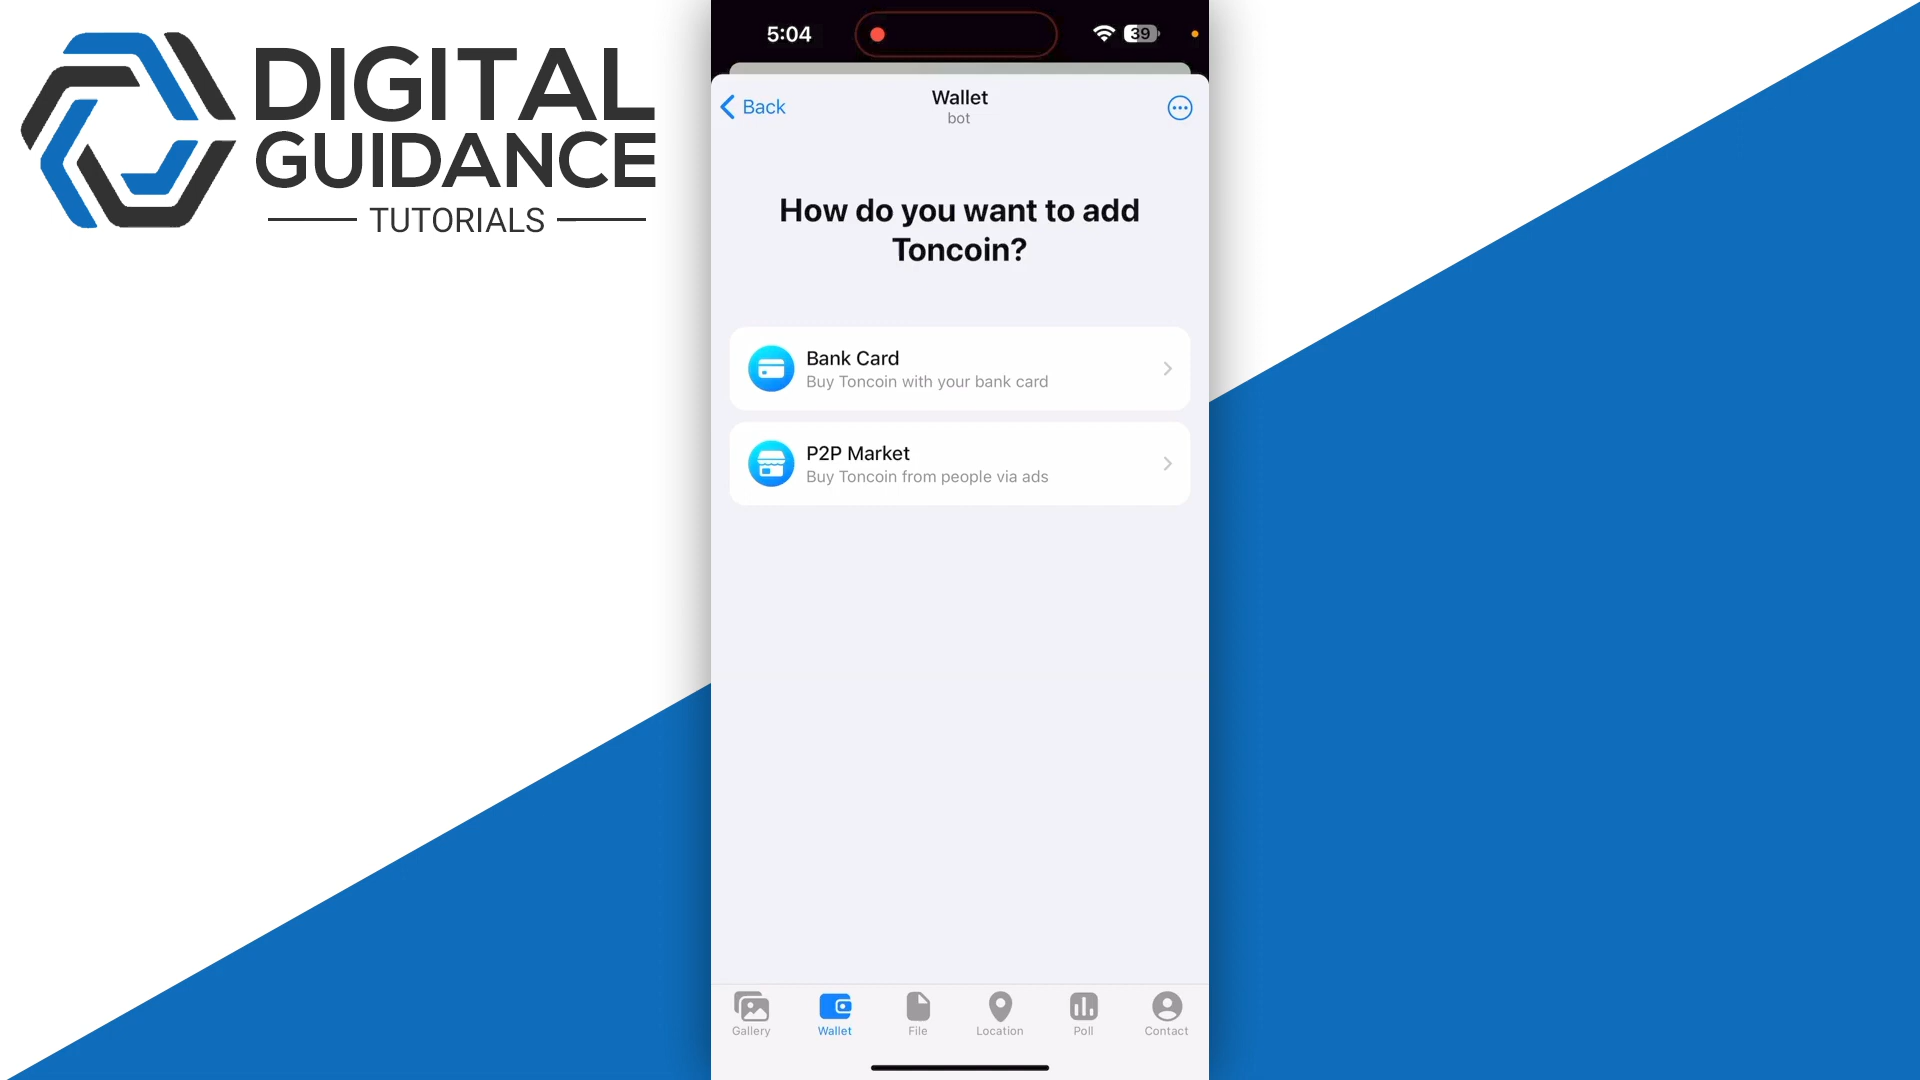 DIGITAL
GUIDANCE
TUTORIALS
5:04
39
Back
Wallet
bot
How do you want to add
Toncoin?
Bank Card
Buy Toncoin with your bank card
P2P Market
Buy Toncoin from people via ads
Gallery
Wallet
File
Location
Poll
Contact